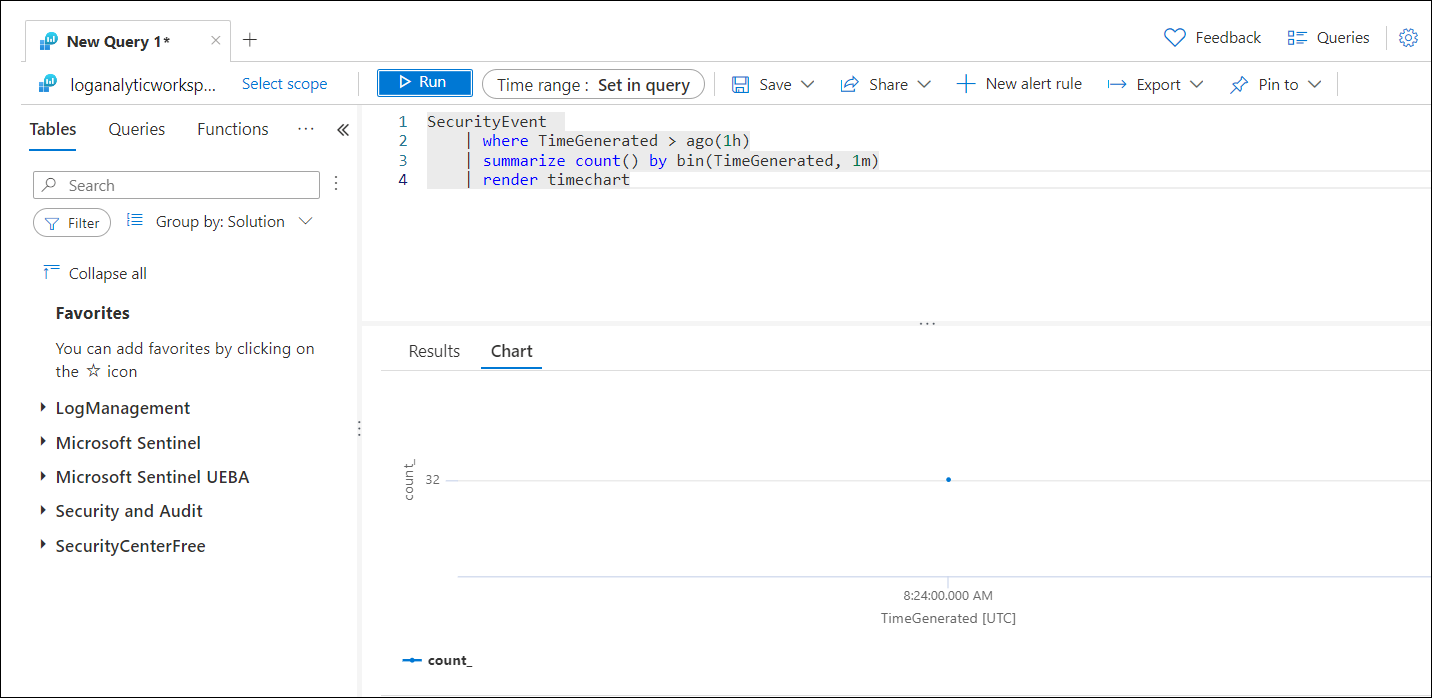 New Query 1*
Feedback
Queries
loganalyticworksp...
Select scope
Run
Time range : Set in query
Save
Share
New alert rule
Export
Pin to
Tables
Queries
Functions
Search
Filter
Group by: Solution
Collapse all
Favorites
You can add favorites by clicking on
the ☆ icon
LogManagement
Microsoft Sentinel
Microsoft Sentinel UEBA
Security and Audit
SecurityCenterFree
1 SecurityEvent
2 | where TimeGenerated > ago(1h)
3 | summarize count() by bin(TimeGenerated, 1m)
4 | render timechart
Results
Chart
count_
32
8:24:00.000 AM
TimeGenerated [UTC]
count_